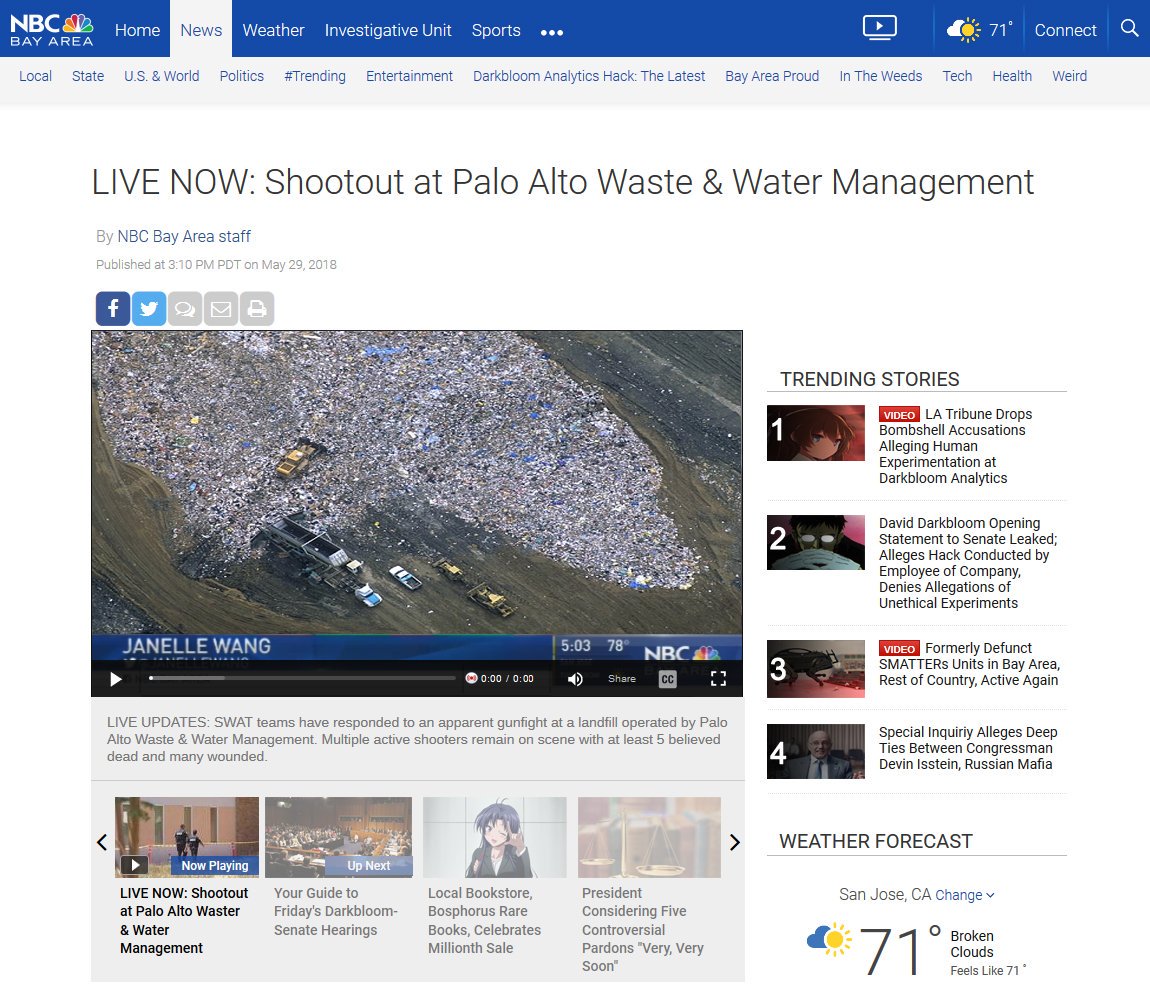 NBC
BAY AREA
Home
News
Weather
Investigative Unit
Sports
71°
Connect
Local
State
U.S. & World
Politics
#Trending
Entertainment
Darkbloom Analytics Hack: The Latest
Bay Area Proud
In The Weeds
Tech
Health
Weird
LIVE NOW: Shootout at Palo Alto Waste & Water Management
By NBC Bay Area staff
Published at 3:10 PM PDT on May 29, 2018
JANELLE WANG
5:03 78°
NBC
0:00 / 0:00
Share
CC
LIVE UPDATES: SWAT teams have responded to an apparent gunfight at a landfill operated by Palo
Alto Waste & Water Management. Multiple active shooters remain on scene with at least 5 believed
dead and many wounded.
Now Playing
LIVE NOW: Shootout
at Palo Alto Waster
& Water
Management
Up Next
Your Guide to
Friday's Darkbloom-
Senate Hearings
Local Bookstore,
Bosphorus Rare
Books, Celebrates
Millionth Sale
President
Considering Five
Controversial
Pardons "Very, Very
Soon"
TRENDING STORIES
1
VIDEO LA Tribune Drops
Bombshell Accusations
Alleging Human
Experimentation at
Darkbloom Analytics
2
David Darkbloom Opening
Statement to Senate Leaked;
Alleges Hack Conducted by
Employee of Company,
Denies Allegations of
Unethical Experiments
3
VIDEO Formerly Defunct
SMATTERs Units in Bay Area,
Rest of Country, Active Again
4
Special Inquiriy Alleges Deep
Ties Between Congressman
Devin Isstein, Russian Mafia
WEATHER FORECAST
San Jose, CA Change
71°
Broken
Clouds
Feels Like 71°